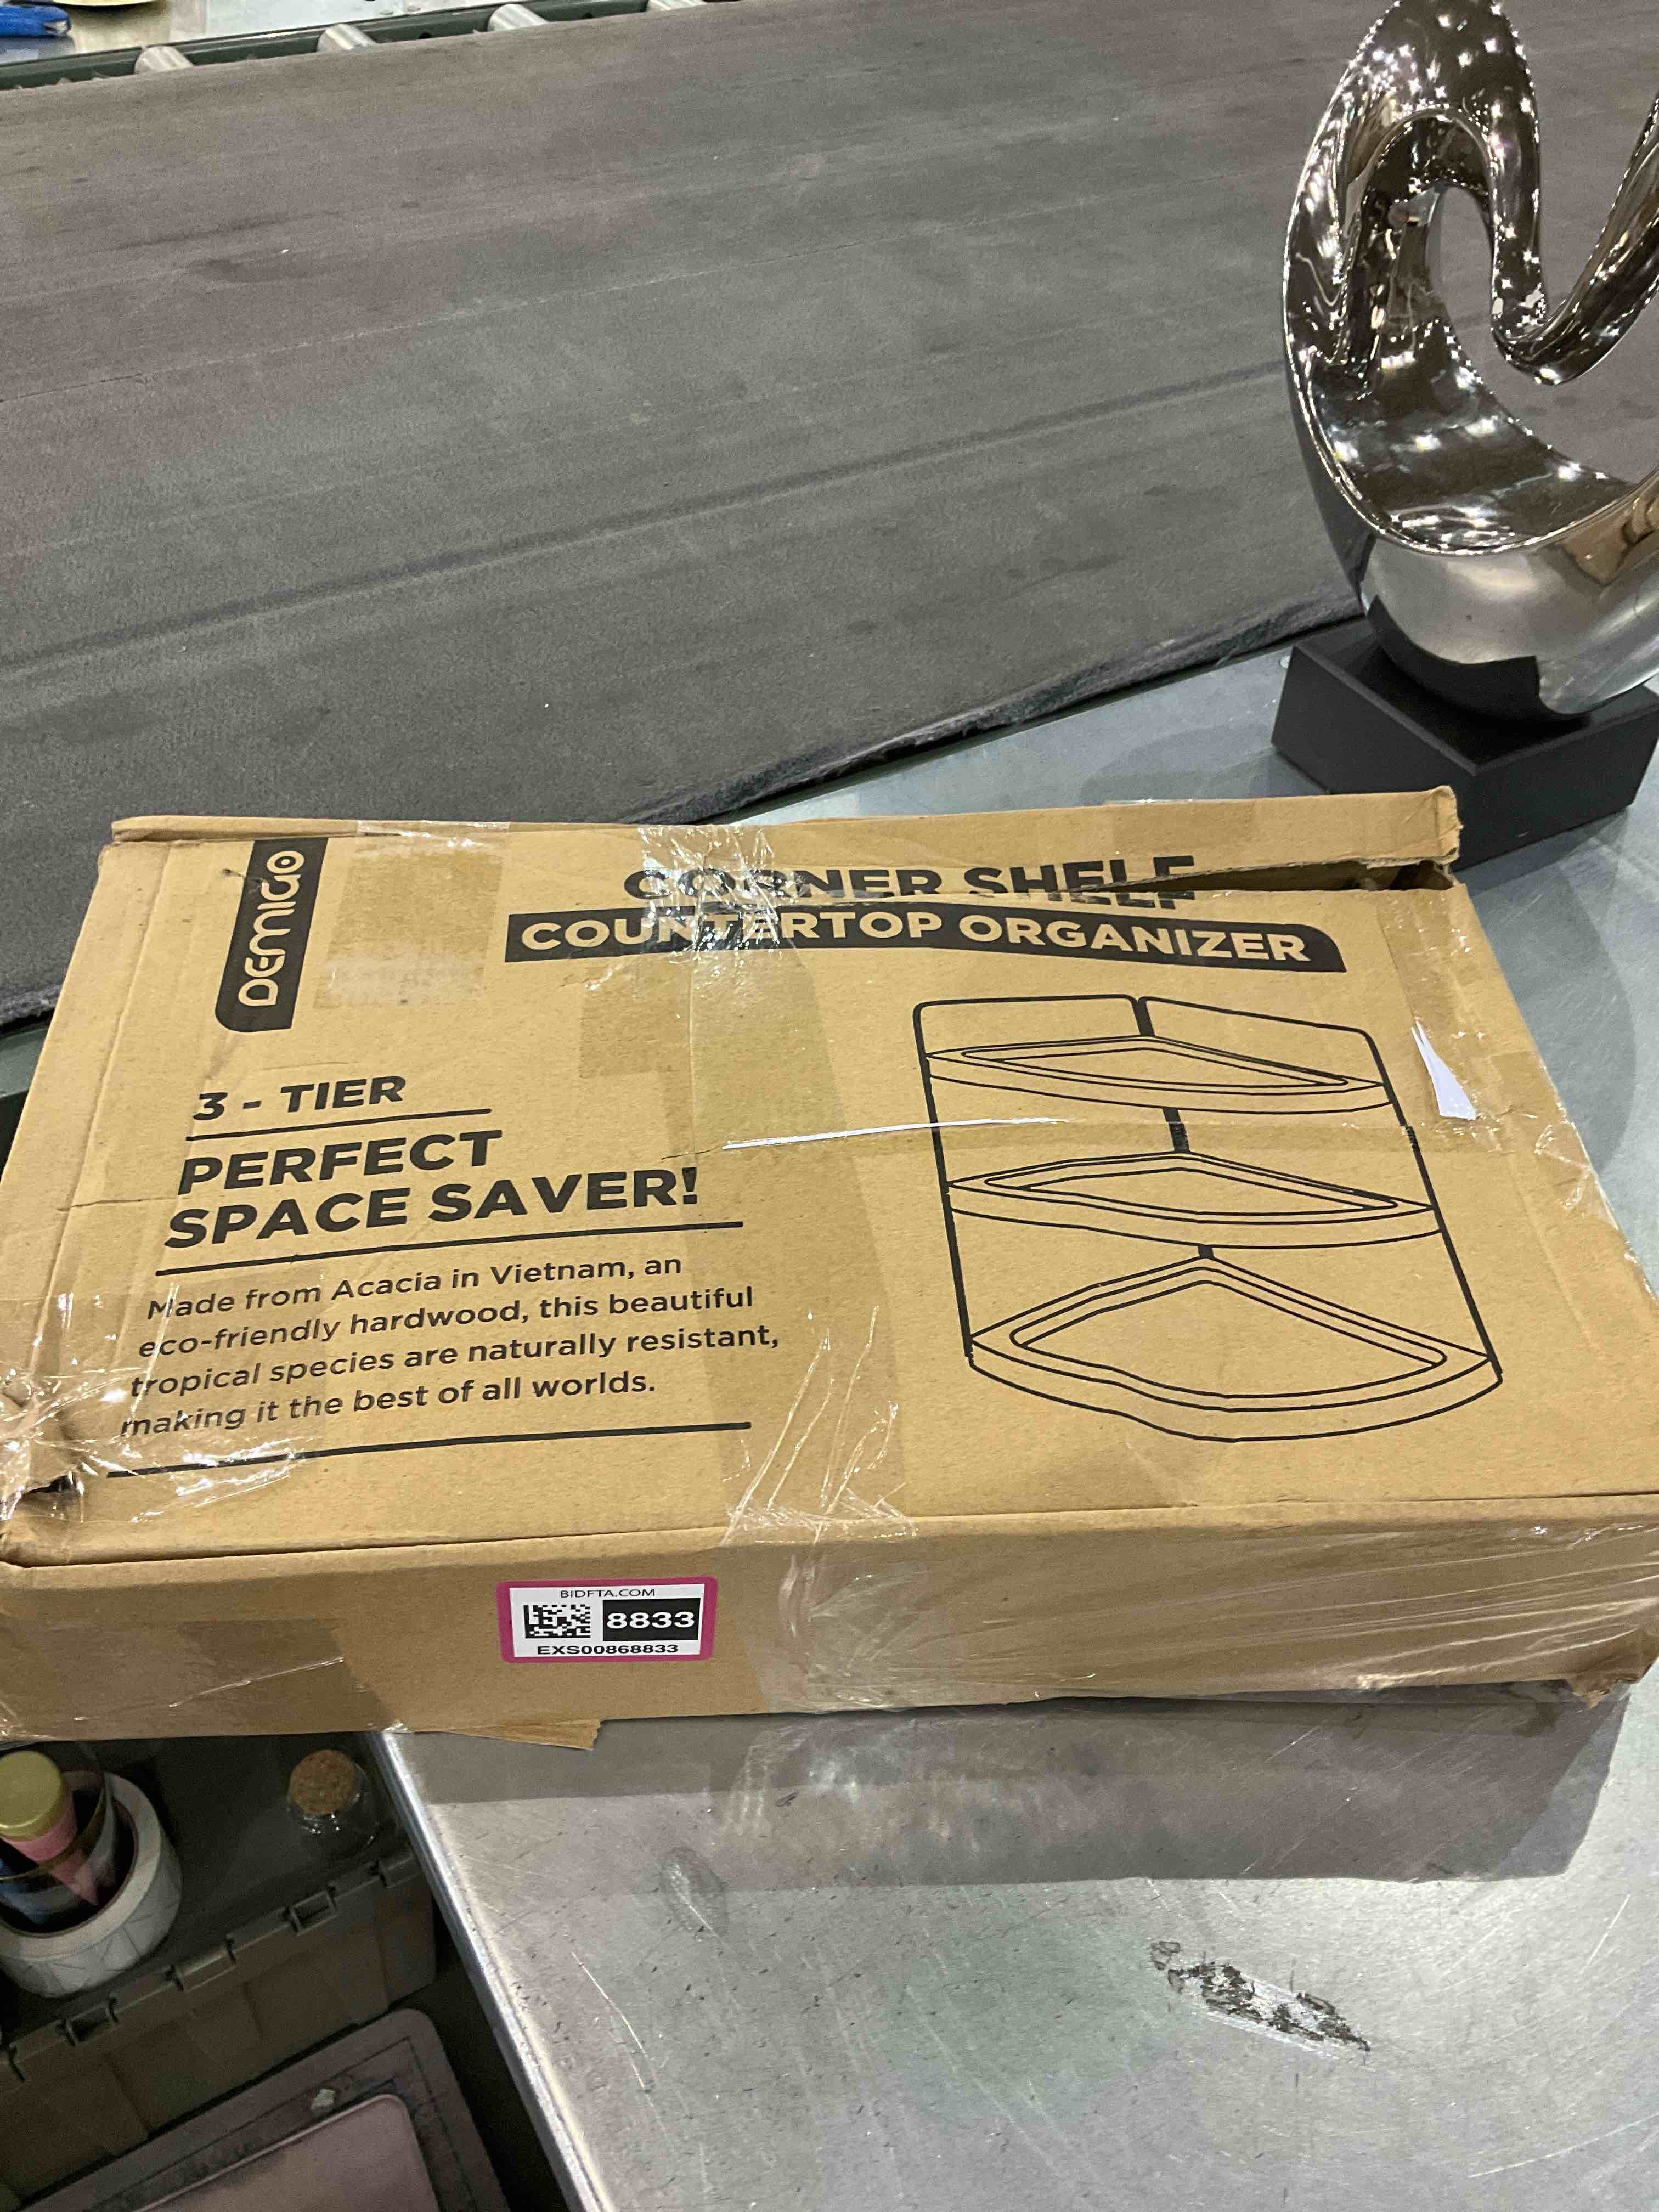 DEMIGO
CORNER SHELF
COUNTERTOP ORGANIZER
3 - TIER
PERFECT
SPACE SAVER!
Made from Acacia in Vietnam, an
eco-friendly hardwood, this beautiful
tropical species are naturally resistant,
making it the best of all worlds.
BIDFTA.COM
8833
EXS00868833